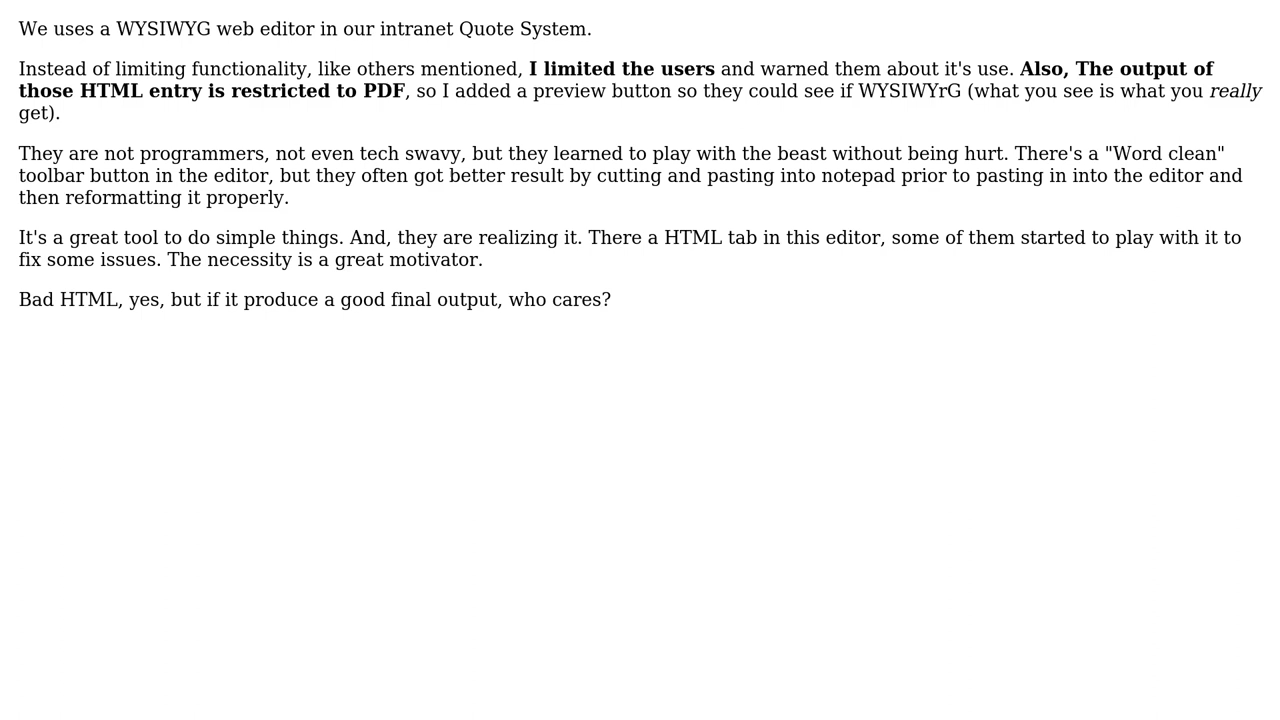 We uses a WYSIWYG web editor in our intranet Quote System.
Instead of limiting functionality, like others mentioned, I limited the users and warned them about it's use. Also, The output of
those HTML entry is restricted to PDF, so I added a preview button so they could see if WYSIWYrG (what you see is what you really
get).
They are not programmers, not even tech swavy, but they learned to play with the beast without being hurt. There's a "Word clean"
toolbar button in the editor, but they often got better result by cutting and pasting into notepad prior to pasting in into the editor and
then reformatting it properly.
It's a great tool to do simple things. And, they are realizing it. There a HTML tab in this editor, some of them started to play with it to
fix some issues. The necessity is a great motivator.
Bad HTML, yes, but if it produce a good final output, who cares?